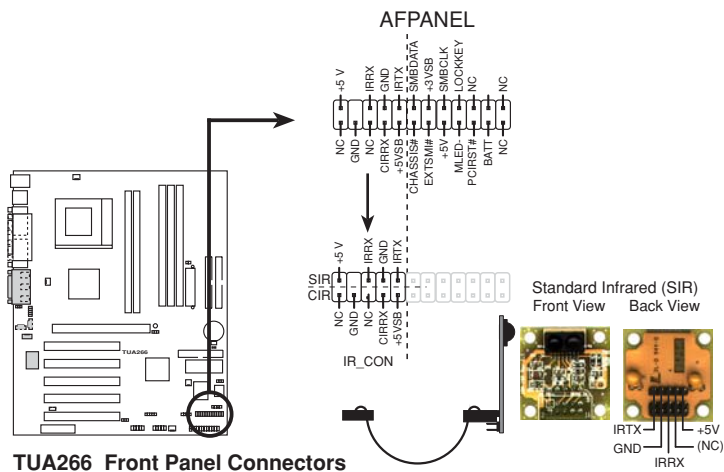 AFPANEL
+5 V
IRRX
GND
IRTX
SMBDATA
+3VSB
SMBCLK
LOCKKEY
NC
NC
NC
GND
NC
CIRRX
+5VSB
CHASSIS#
EXTSMI#
+5V
MLED-
PCIRST#
BATT
NC
+5 V
IRRX
GND
IRTX
SIR
CIR
NC
GND
NC
CIRRX
+5VSB
IR_CON
Standard Infrared (SIR)
Front View Back View
TUA266
IRTX
+5V
GND
(NC)
IRRX
TUA266 Front Panel Connectors